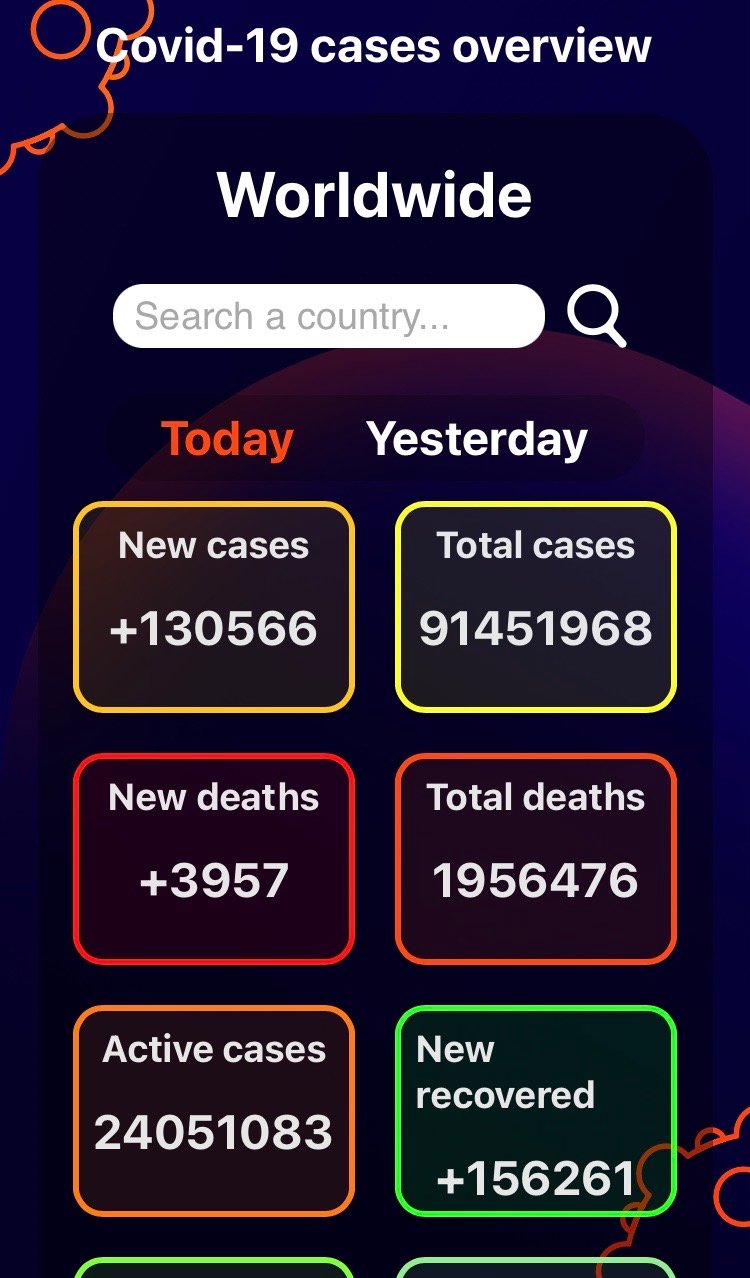 Covid-19 cases overview
Worldwide
Search a country...
Today Yesterday
New cases Total cases
+130566 91451968
New deaths Total deaths
+3957 1956476
Active cases New
recovered
24051083 +156261